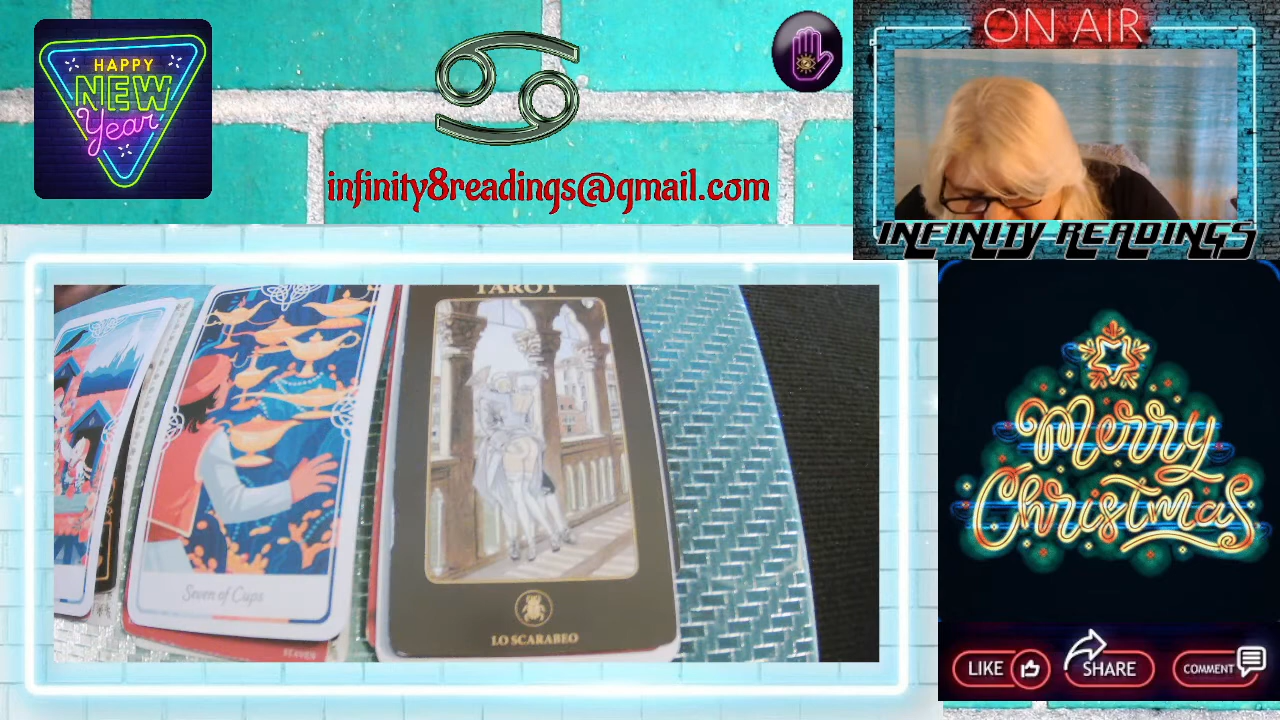 HAPPY
NEW
Year
infinity8readings@gmail.com
ON AIR
INFINITY READINGS
TAROT
Seven of Cups
LO SCARABEO
Merry
Christmas
LIKE
SHARE
COMMENT